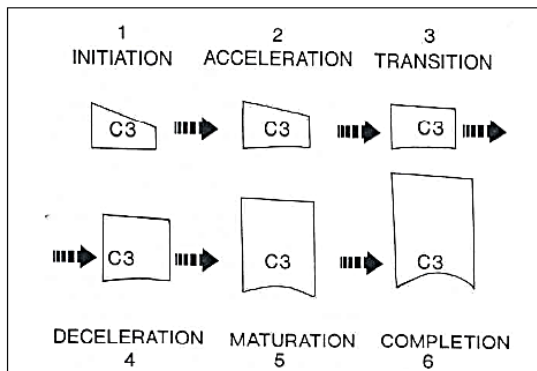 1 2 3
INITIATION ACCELERATION TRANSITION
C3 C3 C3
C3 C3 C3
DECELERATION MATURATION COMPLETION
4 5 6